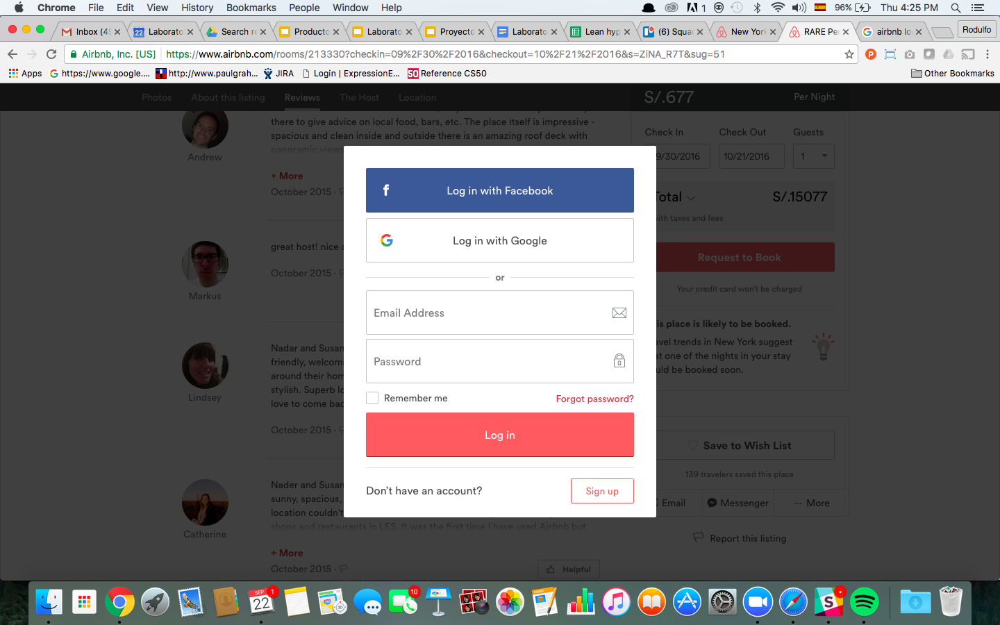 Chrome File Edit View History Bookmarks People Window Help
1 96% Thu 4:25 PM
Inbox (49 Laborato Search re Producto Laborato Proyecto Laborato Lean hyp (6) Squa New York RARE Pe airbnb lo Rodulfo
22
Airbnb, Inc. [US] https://www.airbnb.com/rooms/213330?checkin=09%2F30%2F2016&checkout=10%2F21%2F2016&s=ZiNA_R7T&sug=51
Apps https://www.google.... http://www.paulgrah... JIRA Login | ExpressionE... Reference CS50 Other Bookmarks
Photos About this listing Reviews The Host Location
S/.677 Per Night
there to give advice on local food, bars, etc. The place itself is impressive -
spacious and clean inside and outside there is an amazing roof deck with
panoramic views
Andrew
+ More
October 2015 ·
Check In Check Out Guests
9/30/2016 10/21/2016 1
Total S/.15077
with taxes and fees
Request to Book
Your credit card won't be charged
is place is likely to be booked.
avel trends in New York suggest
at one of the nights in your stay
uld be booked soon.
great host! nice a
October 2015 ·
Markus
Nadar and Susan
friendly, welcomi
around their hom
stylish. Superb lo
love to come bac
Lindsey
October 2015 ·
Nader and Susan
sunny, spacious,
location couldn't
shops and restaurants in LES. It was the first time I have used Airbnb but
Catherine
+ More
October 2015 ·
Helpful
Log in with Facebook
Log in with Google
or
Email Address
Password
Remember me Forgot password?
Log in
Don't have an account? Sign up
Save to Wish List
139 travelers saved this place
Email Messenger ··· More
Report this listing
SEP 22 1
10